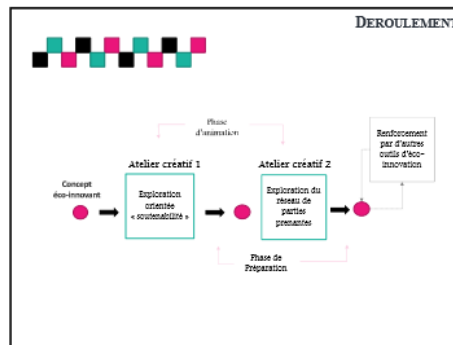 DEROULEMENT
Phase
d'animation
Renforcement
par d'autres
outils d'éco-
innovation
Atelier créatif 1
Atelier créatif 2
Concept
éco-innovant
Exploration
orientée
« soutenabilité »
Exploration du
réseau de
parties
prenantes
Phase de
Préparation